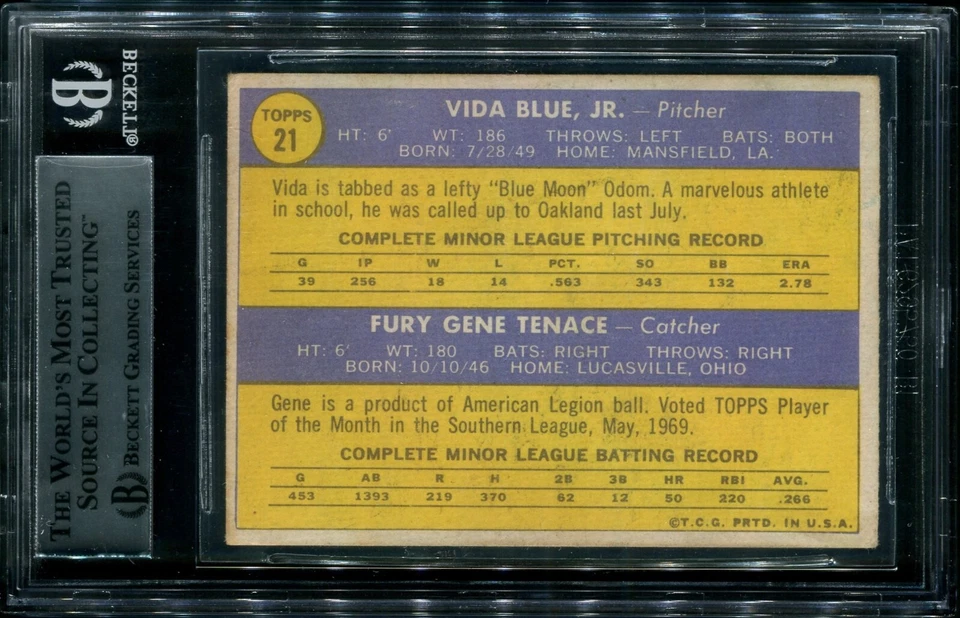 BECKETT®
THE WORLD'S MOST TRUSTED
SOURCE IN COLLECTING™
BECKETT GRADING SERVICES
TOPPS
21
VIDA BLUE, JR. — Pitcher
HT: 6' WT: 186 THROWS: LEFT BATS: BOTH
BORN: 7/28/49 HOME: MANSFIELD, LA.
Vida is tabbed as a lefty "Blue Moon" Odom. A marvelous athlete
in school, he was called up to Oakland last July.
COMPLETE MINOR LEAGUE PITCHING RECORD
G IP W L PCT. SO BB ERA
39 256 18 14 .563 343 132 2.78
FURY GENE TENACE — Catcher
HT: 6' WT: 180 BATS: RIGHT THROWS: RIGHT
BORN: 10/10/46 HOME: LUCASVILLE, OHIO
Gene is a product of American Legion ball. Voted TOPPS Player
of the Month in the Southern League, May, 1969.
COMPLETE MINOR LEAGUE BATTING RECORD
G AB R H 2B 3B HR RBI AVG.
453 1393 219 370 62 12 50 220 .266
©T.C.G. PRTD. IN U.S.A.